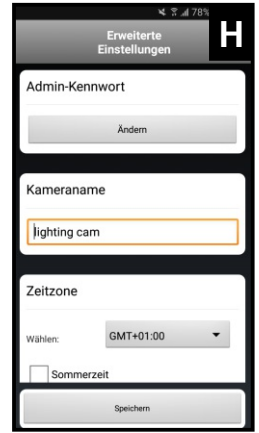 78%
Erweiterte
Einstellungen
H
Admin-Kennwort
Ändern
Kameraname
lighting cam
Zeitzone
Wählen:
GMT+01:00
Sommerzeit
Speichern